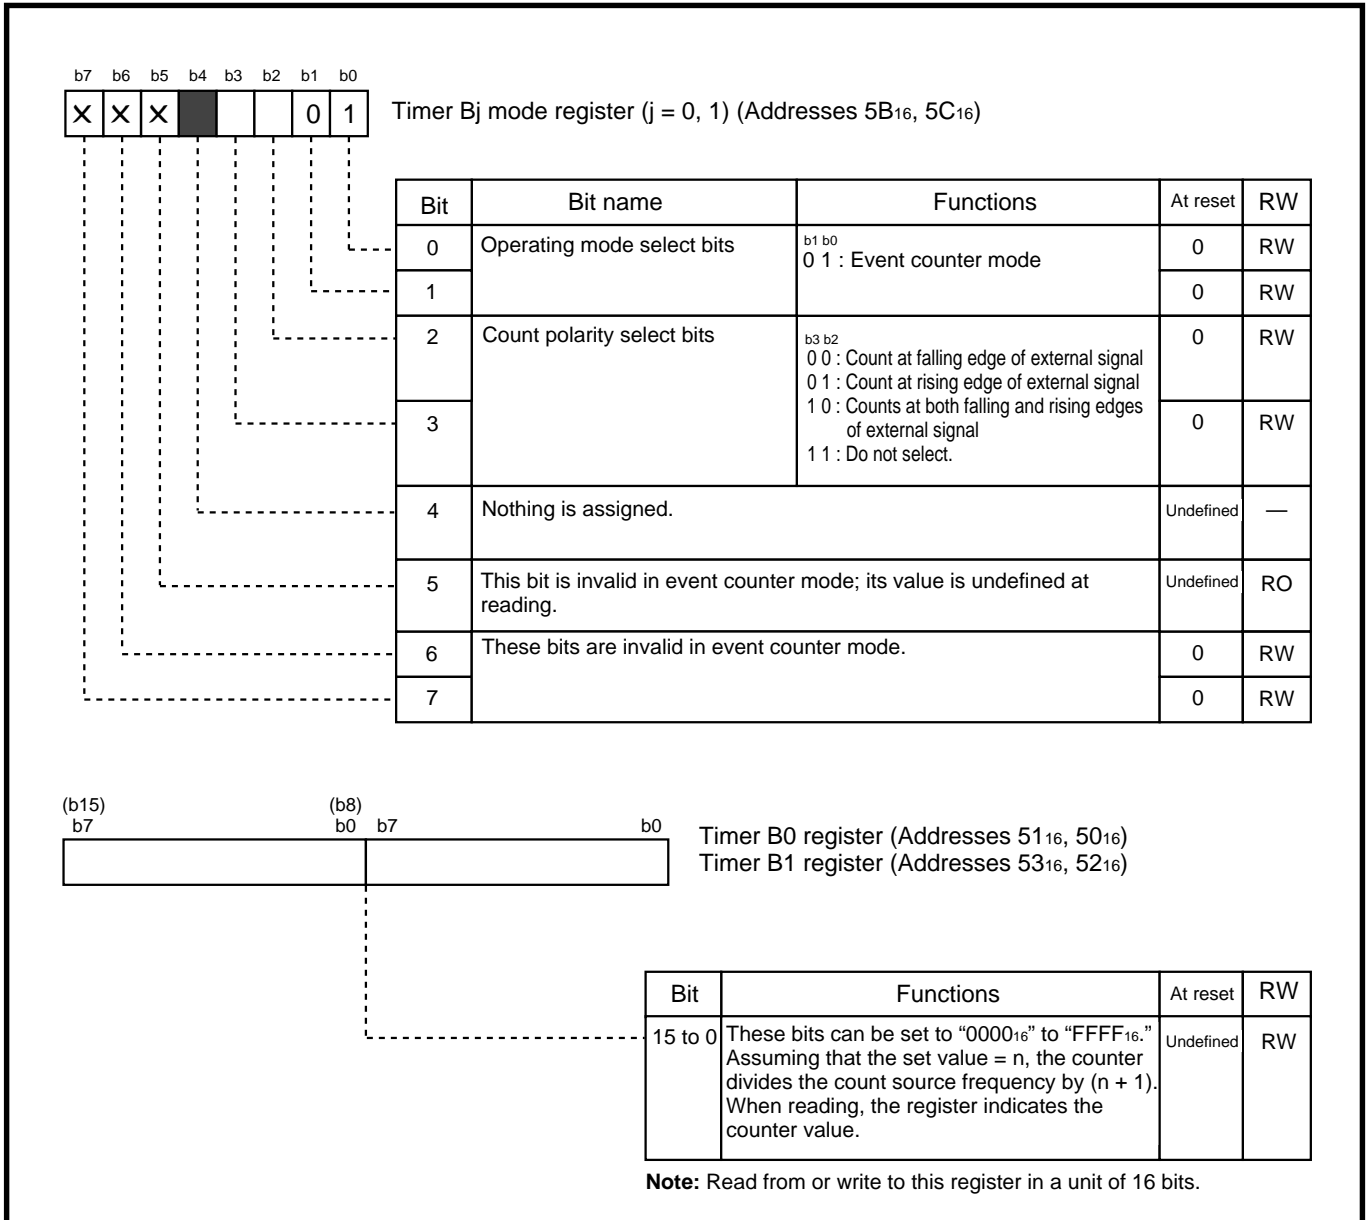 b7 b6 b5 b4 b3 b2 b1 b0
X X X 0 1 Timer Bj mode register (j = 0, 1) (Addresses 5B16, 5C16)
Bit Bit name Functions At reset RW
0 Operating mode select bits b1 b0 0 RW
0 1 : Event counter mode
1 0 RW
2 Count polarity select bits 0 RW
b3 b2
0 0 : Count at falling edge of external signal
0 1 : Count at rising edge of external signal
1 0 : Counts at both falling and rising edges
3 of external signal 0 RW
1 1 : Do not select.
4 Nothing is assigned. Undefined —
5 This bit is invalid in event counter mode; its value is undefined at Undefined RO
reading.
6 These bits are invalid in event counter mode. 0 RW
7 0 RW
(b15) (b8)
b7 b0 b7 b0
Timer B0 register (Addresses 5116, 5016)
Timer B1 register (Addresses 5316, 5216)
Bit Functions At reset RW
15 to 0 These bits can be set to “000016” to “FFFF16.” Undefined RW
Assuming that the set value = n, the counter
divides the count source frequency by (n + 1).
When reading, the register indicates the
counter value.
Note: Read from or write to this register in a unit of 16 bits.